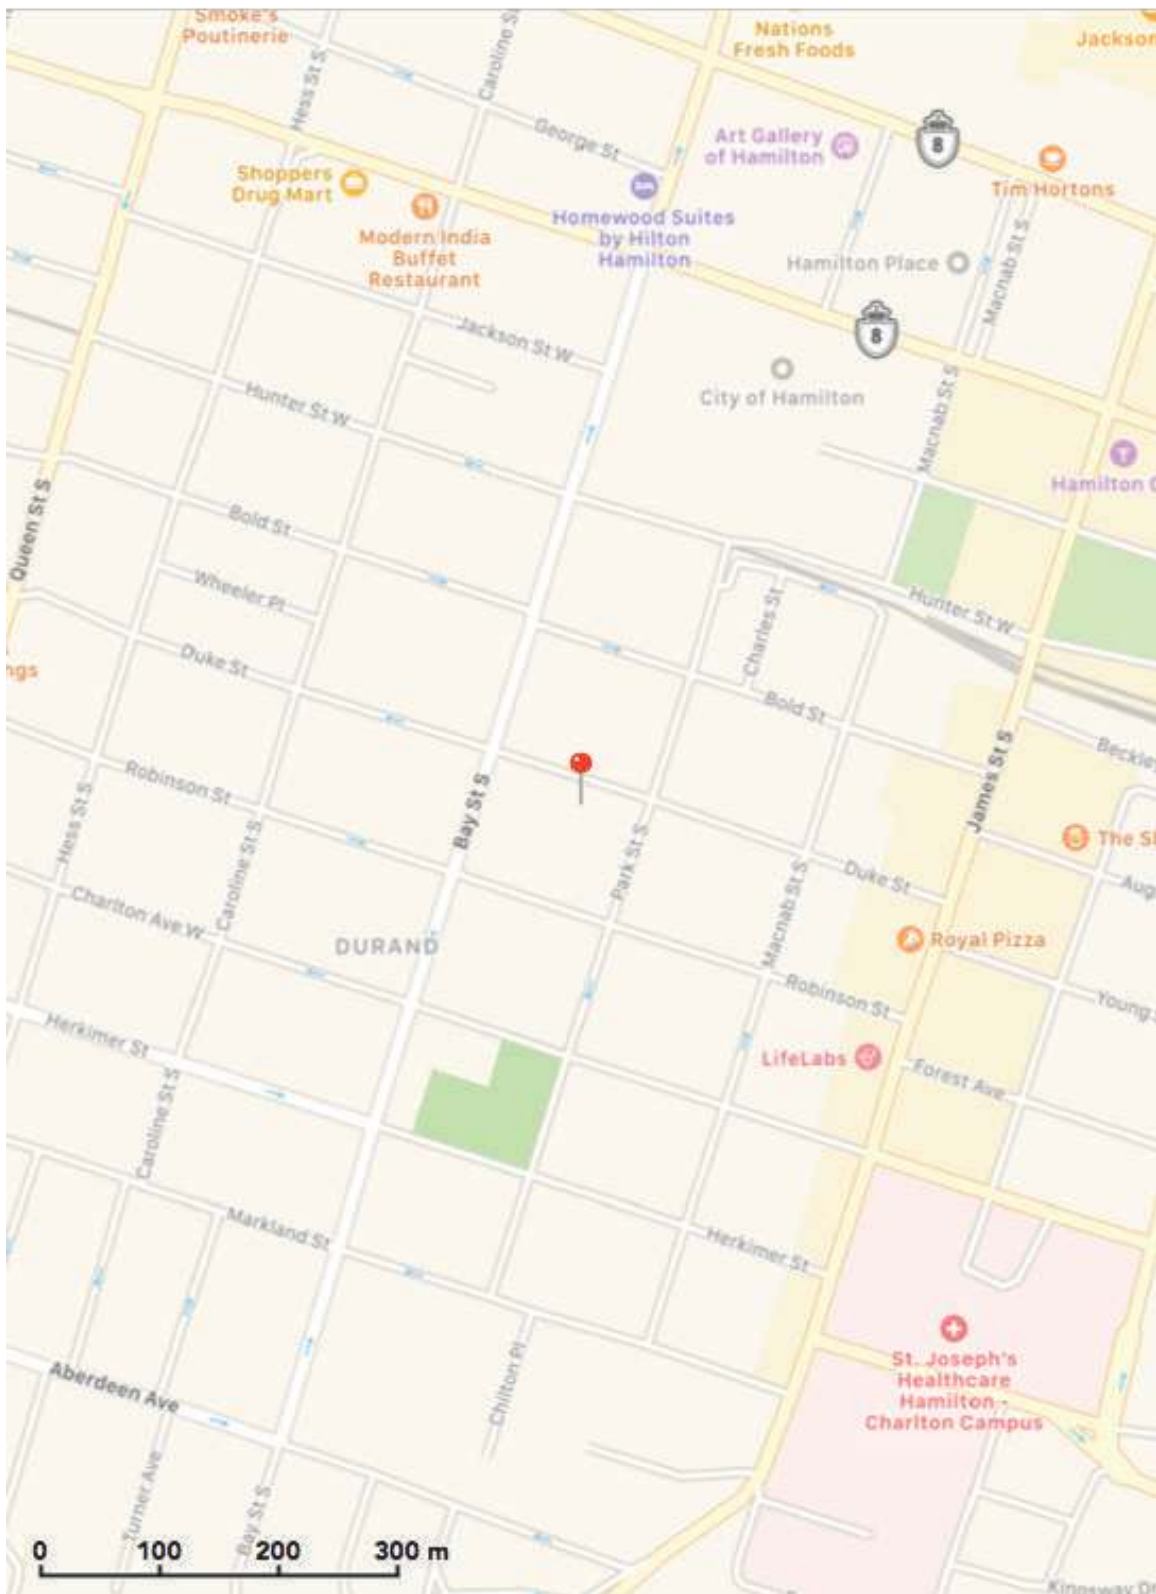 Smoke's
Poutinerie
Hess St S
Caroline St
Nations
Fresh Foods
Jackson
George St
Art Gallery
of Hamilton
8
Tim Hortons
Shoppers
Drug Mart
Modern India
Buffet
Restaurant
Homewood Suites
by Hilton
Hamilton
Hamilton Place
Macnab St S
8
Jackson St W
City of Hamilton
Macnab St S
Hunter St W
Hamilton
Queen St S
Bold St
Wheeler Pl
Hunter St W
Charles St
Duke St
ngs
Bold St
Beckley
Robinson St
Bay St S
James St S
Hess St S
Caroline St S
Park St S
The
Duke St
Aug
Charlton Ave W
DURAND
Macnab St S
Royal Pizza
Robinson St
Young
Herkimer St
LifeLabs
Forest Ave
Caroline St S
Markland St
Herkimer St
St. Joseph's
Healthcare
Hamilton -
Charlton Campus
Aberdeen Ave
Chilton Pl
Turner Ave
Bay St S
0 100 200 300 m
Kingsway